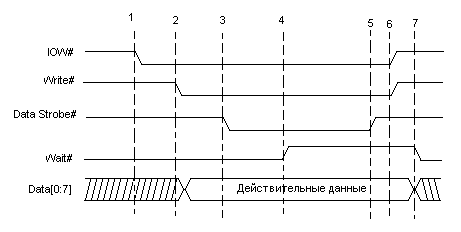 1 2 3 4 5 6 7
IOW#
Write#
Data Strobe#
Wait#
Data[0:7] Действительные данные